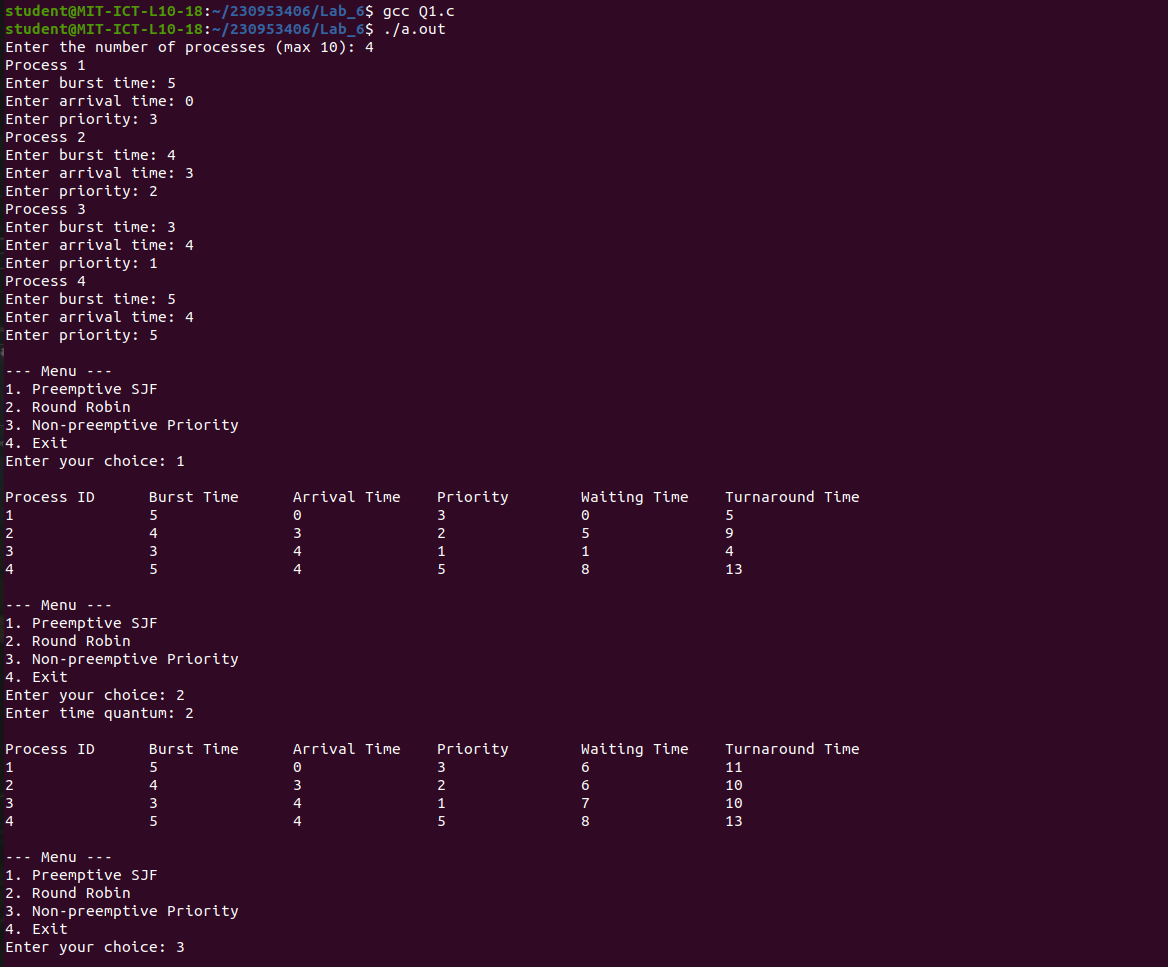 student@MIT-ICT-L10-18:~/230953406/Lab_6$ gcc Q1.c
student@MIT-ICT-L10-18:~/230953406/Lab_6$ ./a.out
Enter the number of processes (max 10): 4
Process 1
Enter burst time: 5
Enter arrival time: 0
Enter priority: 3
Process 2
Enter burst time: 4
Enter arrival time: 3
Enter priority: 2
Process 3
Enter burst time: 3
Enter arrival time: 4
Enter priority: 1
Process 4
Enter burst time: 5
Enter arrival time: 4
Enter priority: 5

--- Menu ---
1. Preemptive SJF
2. Round Robin
3. Non-preemptive Priority
4. Exit
Enter your choice: 1

Process ID      Burst Time      Arrival Time    Priority        Waiting Time    Turnaround Time
1               5               0               3               0               5
2               4               3               2               5               9
3               3               4               1               1               4
4               5               4               5               8               13

--- Menu ---
1. Preemptive SJF
2. Round Robin
3. Non-preemptive Priority
4. Exit
Enter your choice: 2
Enter time quantum: 2

Process ID      Burst Time      Arrival Time    Priority        Waiting Time    Turnaround Time
1               5               0               3               6               11
2               4               3               2               6               10
3               3               4               1               7               10
4               5               4               5               8               13

--- Menu ---
1. Preemptive SJF
2. Round Robin
3. Non-preemptive Priority
4. Exit
Enter your choice: 3